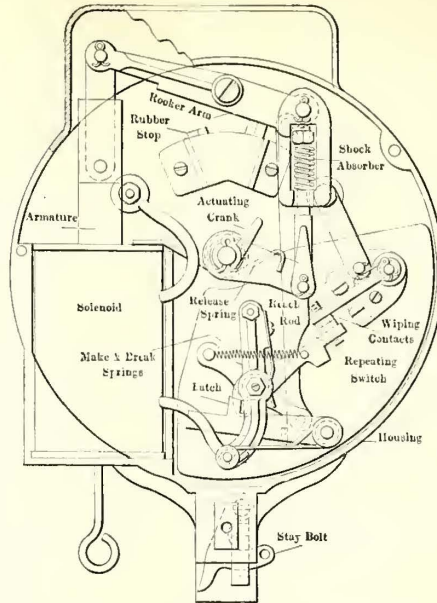 Rocker Arm
Rubber
Stop
Shock
Absorber
Actuating
Crank
Armature
Solenoid
Release
Spring
Reach
Rod
Wiping
Contacts
Make & Break
Springs
Repeating
Switch
Latch
Housing
Stay Bolt